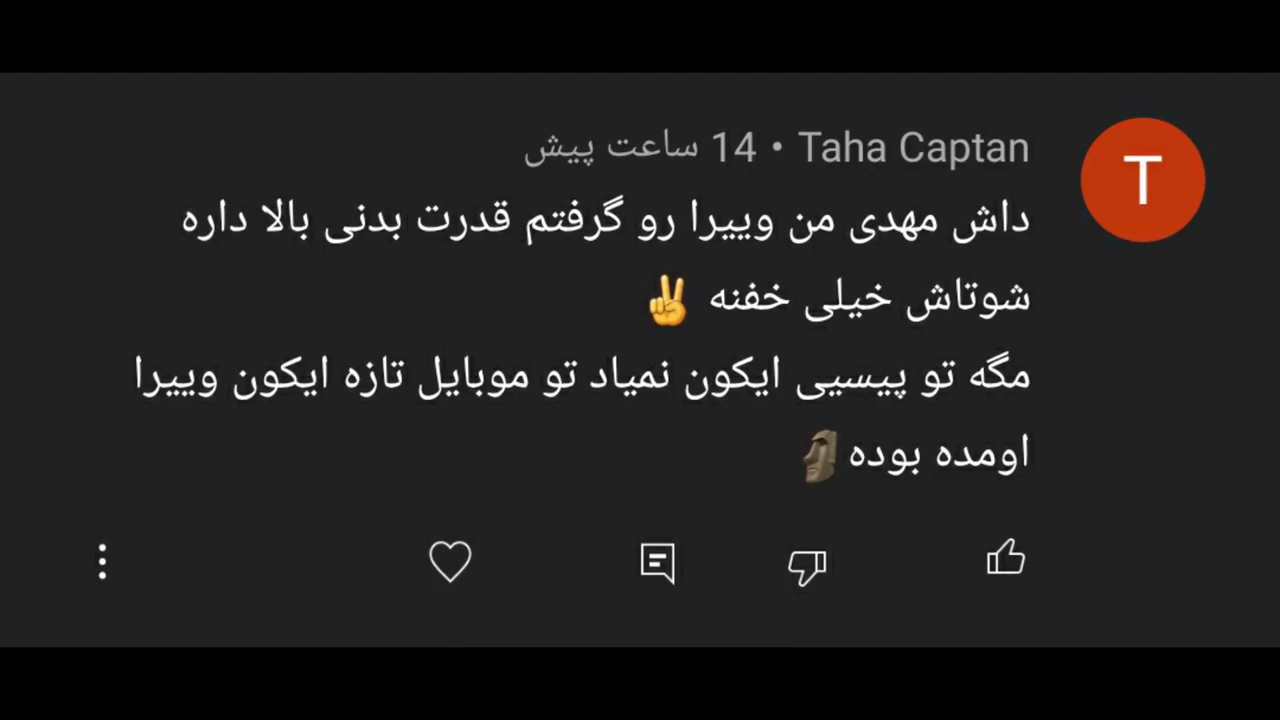 T
Taha Captan • 14 ساعت پیش
داش مهدی من وییرا رو گرفتم قدرت بدنی بالا داره
شوتاش خیلی خفنه ✌️
مگه تو پیسیی ایکون نمیاد تو موبایل تازه ایکون وییرا
اومده بوده🗿